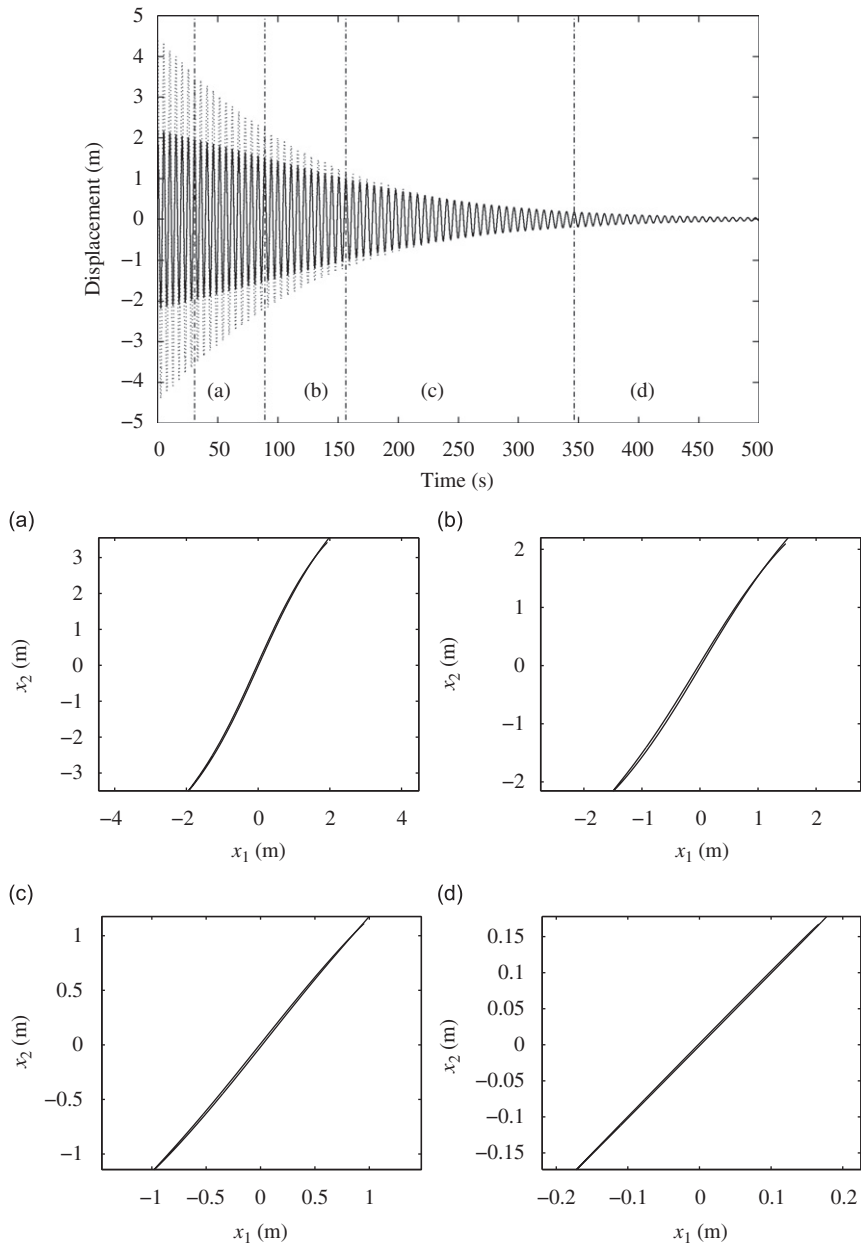 5
4
3
2
1
0
−1
−2
−3
−4
−5
Displacement (m)
(a) (b) (c) (d)
0 50 100 150 200 250 300 350 400 450 500
Time (s)
(a)
3
2
1
0
−1
−2
−3
x2 (m)
−4 −2 0 2 4
x1 (m)
(b)
2
1
0
−1
−2
x2 (m)
−2 −1 0 1 2
x1 (m)
(c)
1
0.5
0
−0.5
−1
x2 (m)
−1 −0.5 0 0.5 1
x1 (m)
(d)
0.15
0.1
0.05
0
−0.05
−0.1
−0.15
x2 (m)
−0.2 −0.1 0 0.1 0.2
x1 (m)